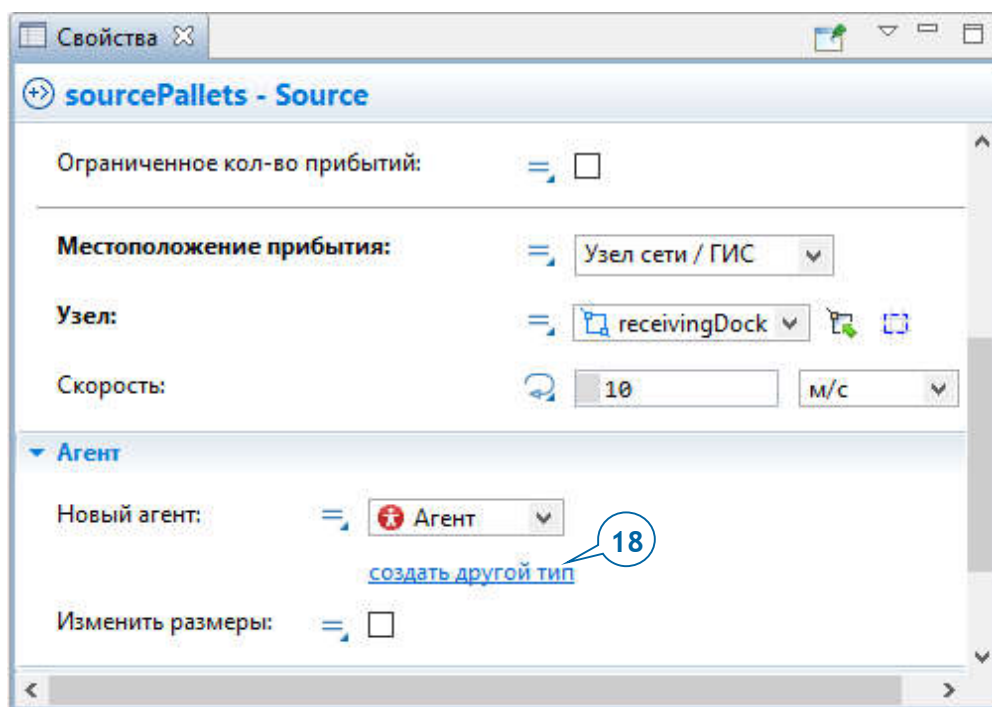 Свойства
sourcePallets - Source
Ограниченное кол-во прибытий:
Местоположение прибытия: Узел сети / ГИС
Узел: receivingDock
Скорость: 10 м/с
Агент
Новый агент: Агент
18
создать другой тип
Изменить размеры: